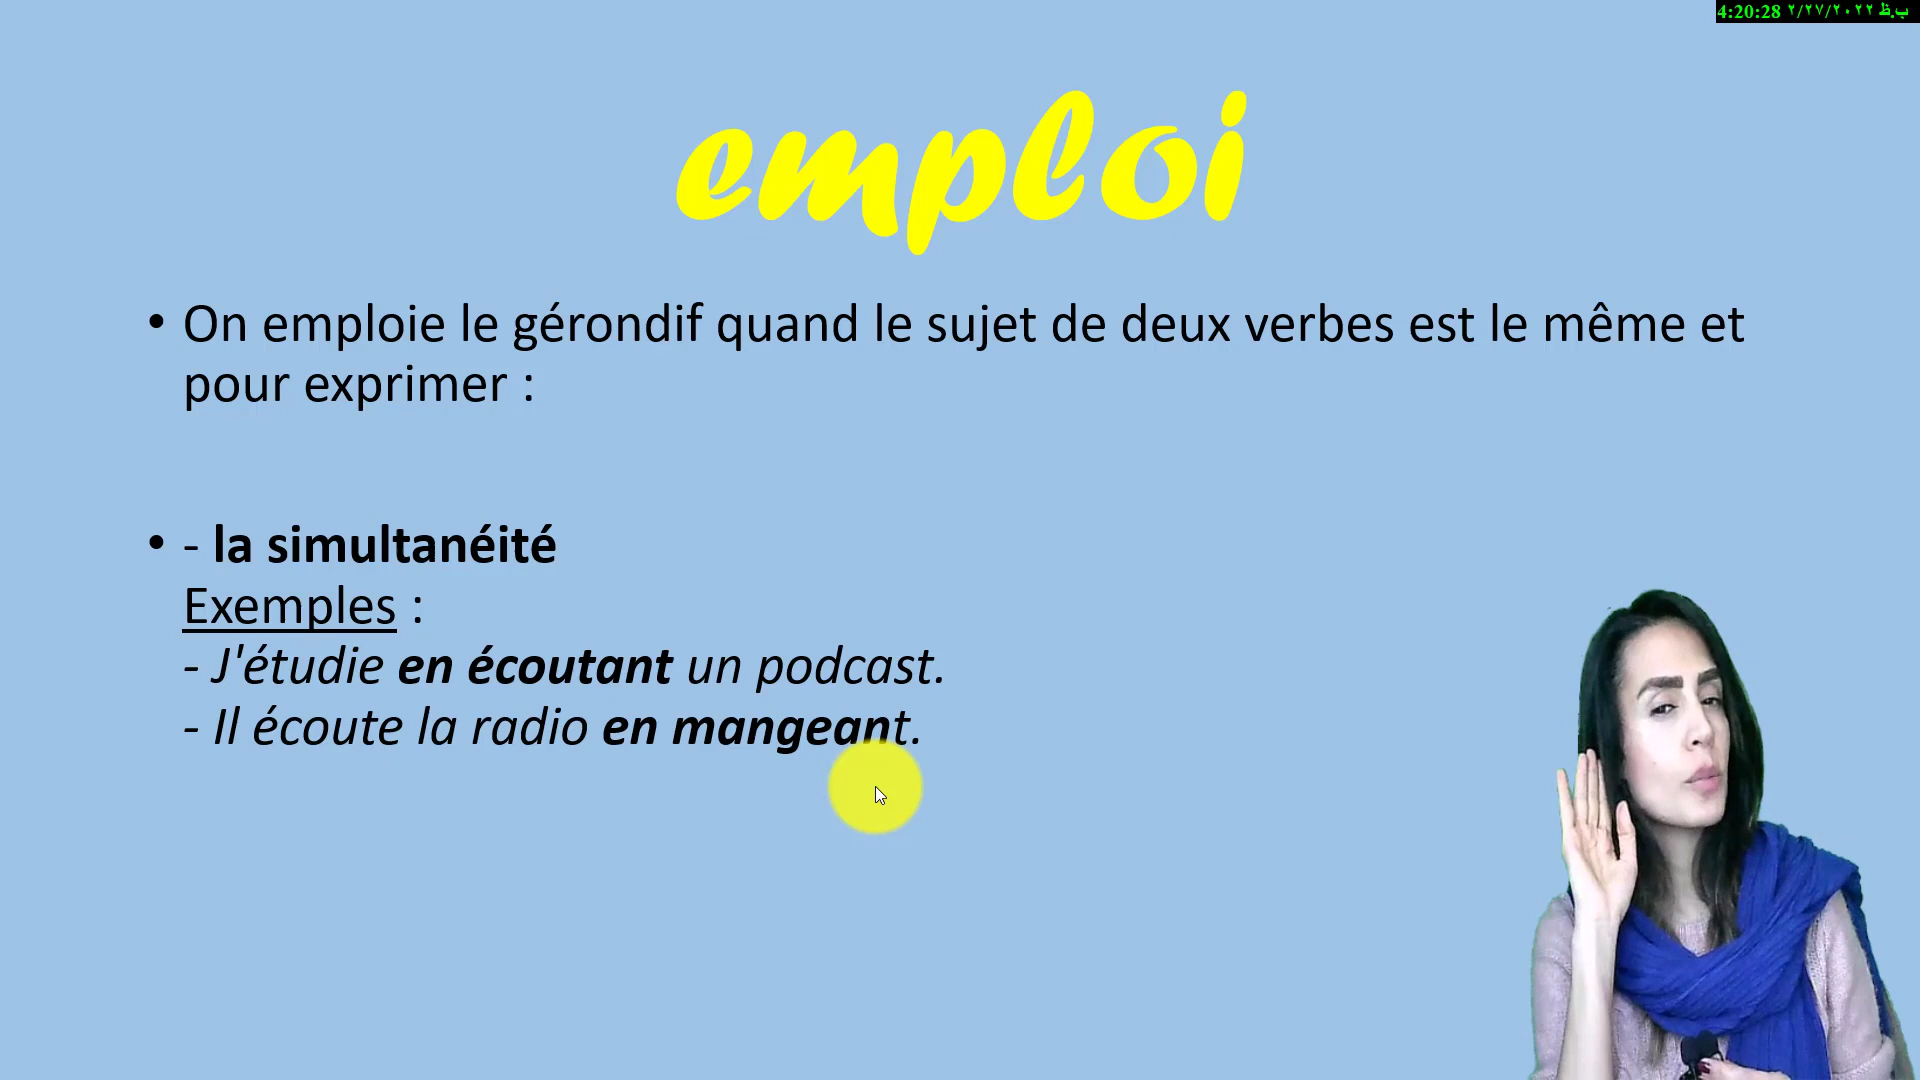 4:20:28 ۲/۲۷/۲۰۲۲ ب.ظ
emploi
• On emploie le gérondif quand le sujet de deux verbes est le même et
pour exprimer :
• - la simultanéité
Exemples :
- J'étudie en écoutant un podcast.
- Il écoute la radio en mangeant.